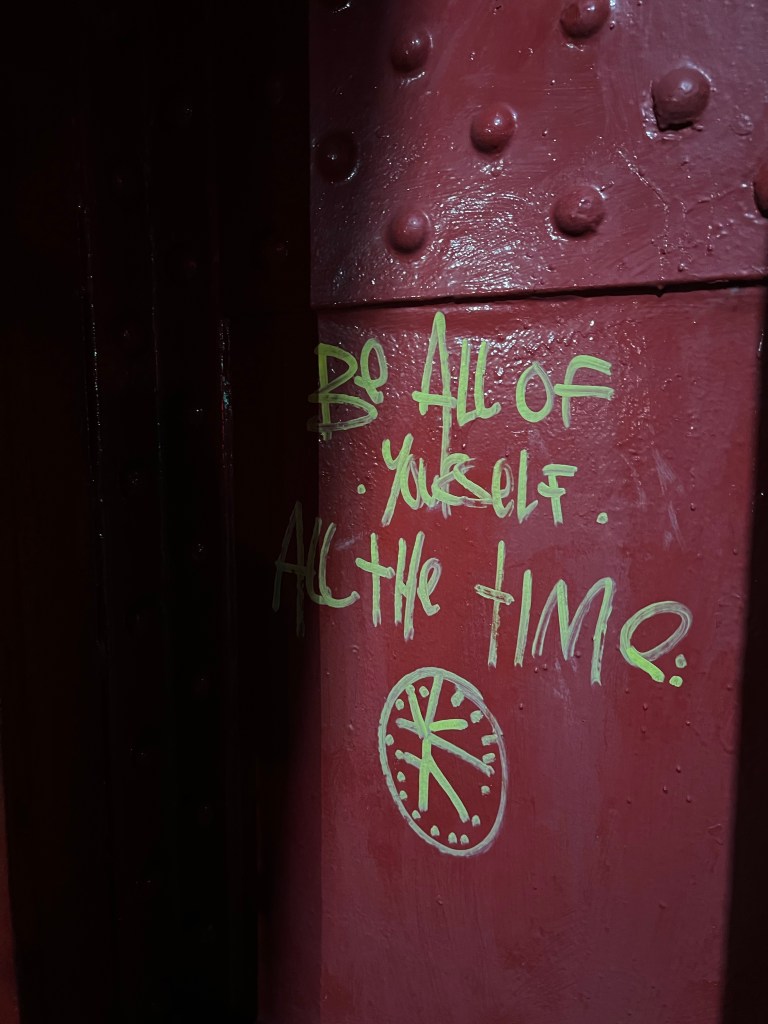 Be All OF
. YouRSelF.
All tHe tIMe.